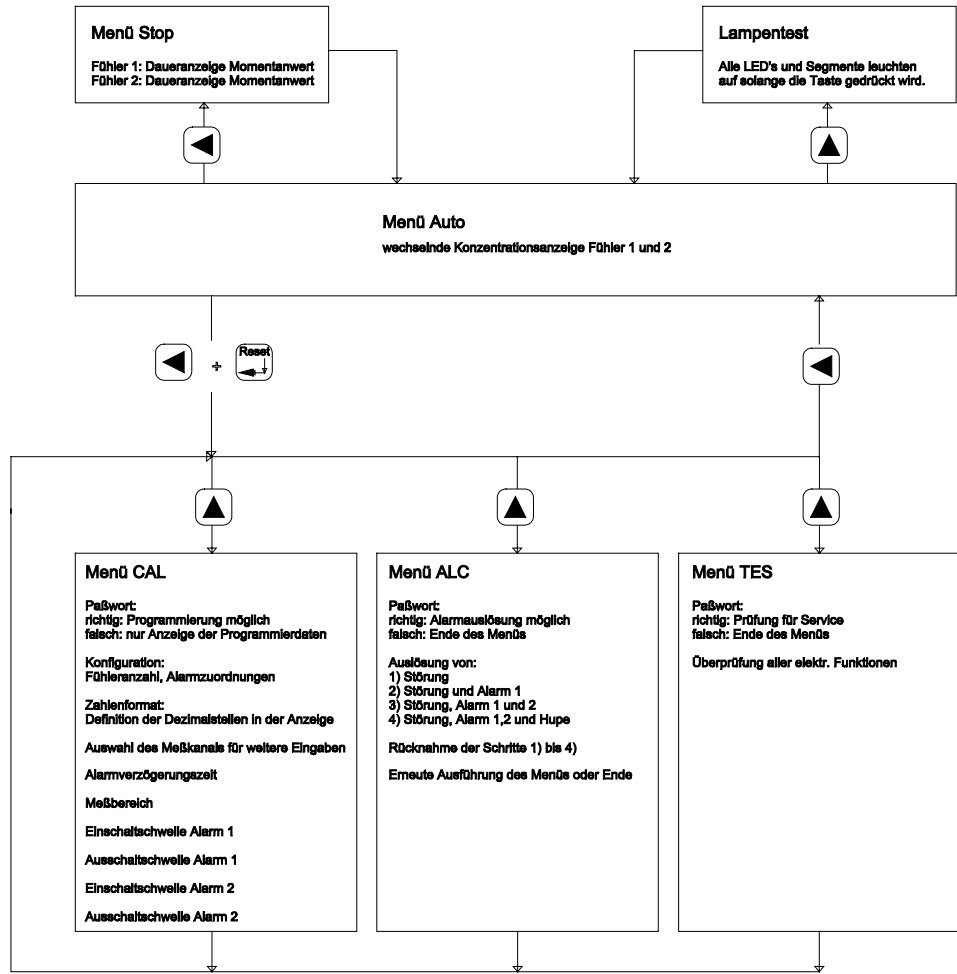 Menü Stop
Fühler 1: Daueranzeige Momentanwert
Fühler 2: Daueranzeige Momentanwert
Lampentest
Alle LED's und Segmente leuchten
auf solange die Taste gedrückt wird.
Menü Auto
wechselnde Konzentrationsanzeige Fühler 1 und 2
+
Reset
Menü CAL
Paßwort:
richtig: Programmierung möglich
falsch: nur Anzeige der Programmierdaten
Konfiguration:
Fühleranzahl, Alarmzuordnungen
Zahlenformat:
Definition der Dezimalstellen in der Anzeige
Auswahl des Meßkanals für weitere Eingaben
Alarmverzögerungszeit
Meßbereich
Einschaltschwelle Alarm 1
Ausschaltschwelle Alarm 1
Einschaltschwelle Alarm 2
Ausschaltschwelle Alarm 2
Menü ALC
Paßwort:
richtig: Alarmauslösung möglich
falsch: Ende des Menüs
Auslösung von:
1) Störung
2) Störung und Alarm 1
3) Störung, Alarm 1 und 2
4) Störung, Alarm 1,2 und Hupe
Rücknahme der Schritte 1) bis 4)
Erneute Ausführung des Menüs oder Ende
Menü TES
Paßwort:
richtig: Prüfung für Service
falsch: Ende des Menüs
Überprüfung aller elektr. Funktionen